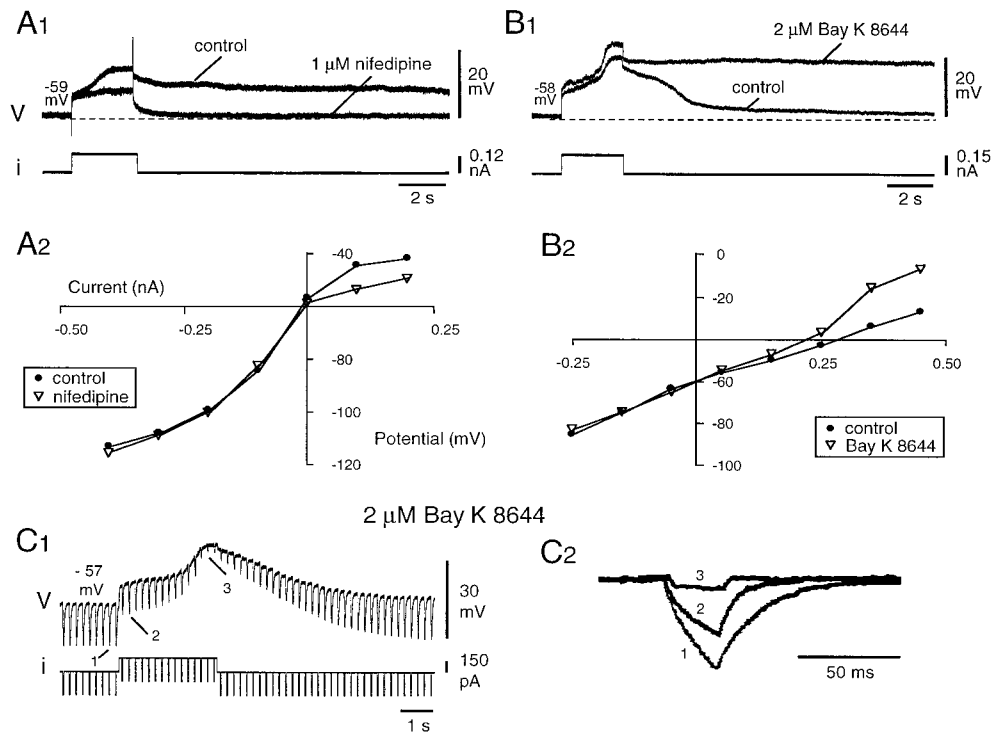 A1
control
1 µM nifedipine
-59
mV
20
mV
V
i
0.12
nA
2 s
B1
2 µM Bay K 8644
-58
mV
control
20
mV
0.15
nA
2 s
A2
-40
Current (nA)
-0.50
-0.25
0.25
-80
-100
-120
control
nifedipine
Potential (mV)
B2
0
-20
-0.25
0.25
0.50
-60
-80
-100
control
Bay K 8644
2 µM Bay K 8644
C1
- 57
mV
V
30
mV
1
2
3
i
150
pA
1 s
C2
3
2
1
50 ms